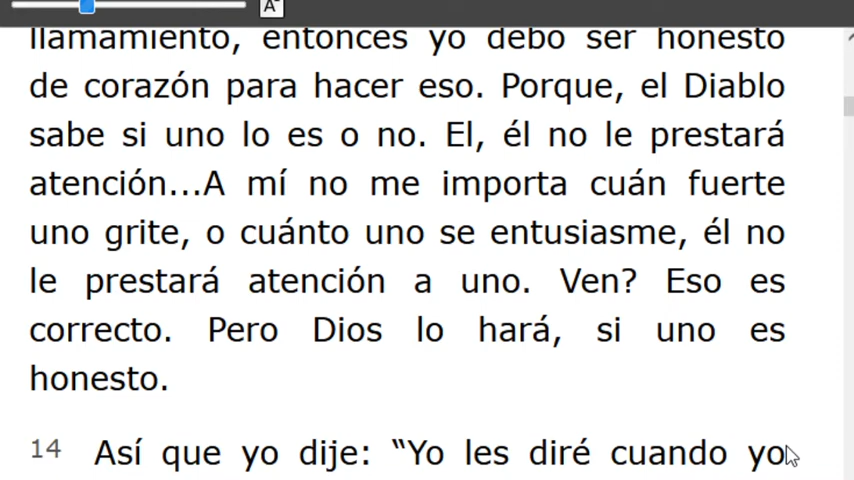 A
llamamiento, entonces yo debo ser honesto
de corazón para hacer eso. Porque, el Diablo
sabe si uno lo es o no. El, él no le prestará
atención...A mí no me importa cuán fuerte
uno grite, o cuánto uno se entusiasme, él no
le prestará atención a uno. Ven? Eso es
correcto. Pero Dios lo hará, si uno es
honesto.
14 Así que yo dije: “Yo les diré cuando yo